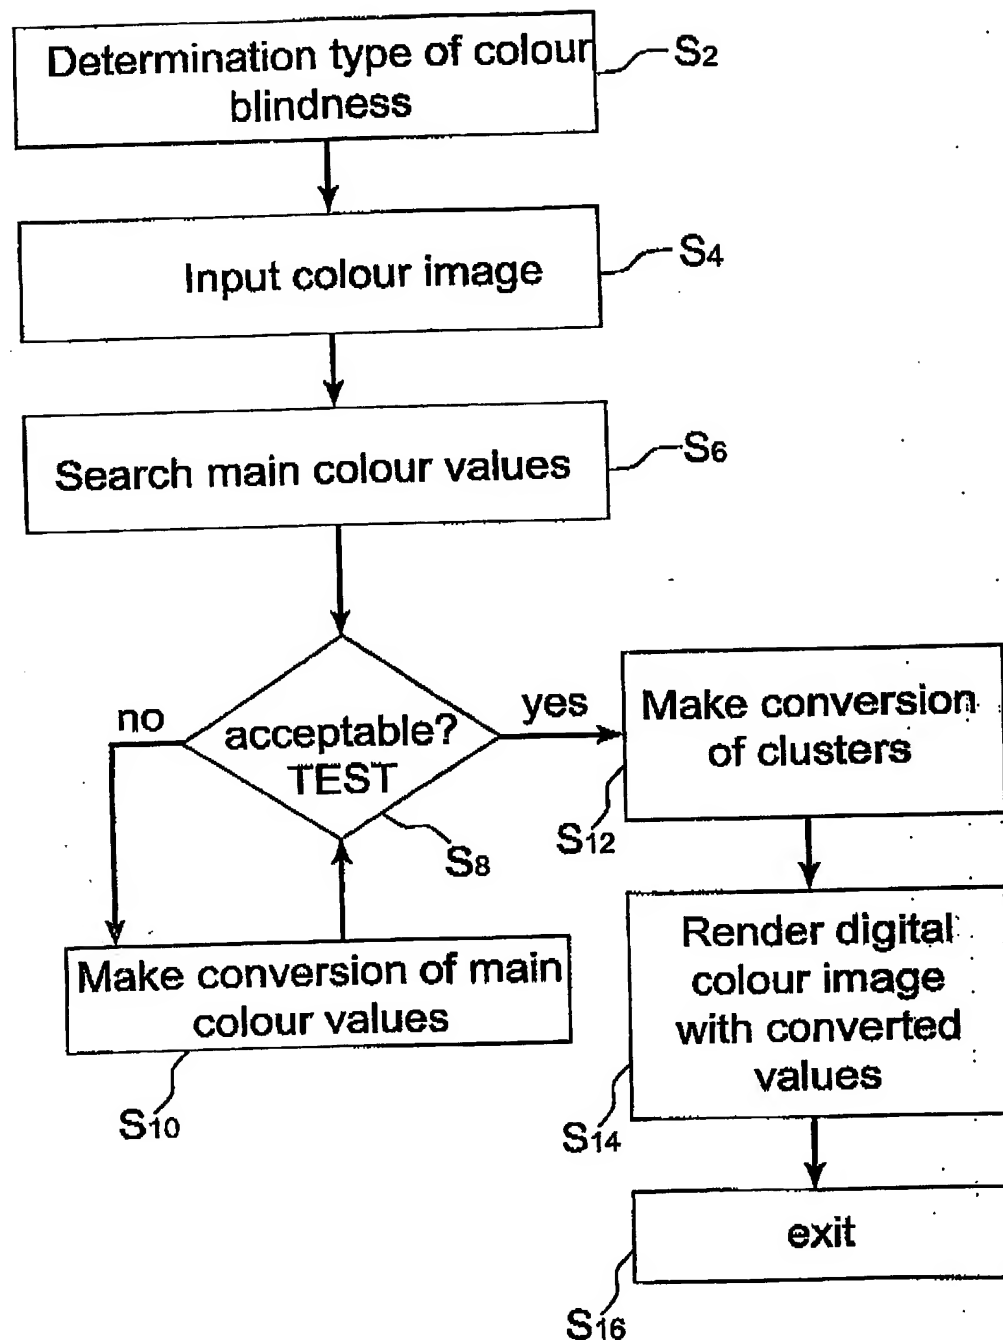 Determination type of colour
blindness
S2
Input colour image
S4
Search main colour values
S6
acceptable?
TEST
S8
no
yes
Make conversion of main
colour values
S10
Make conversion
of clusters
S12
Render digital
colour image
with converted
values
S14
exit
S16